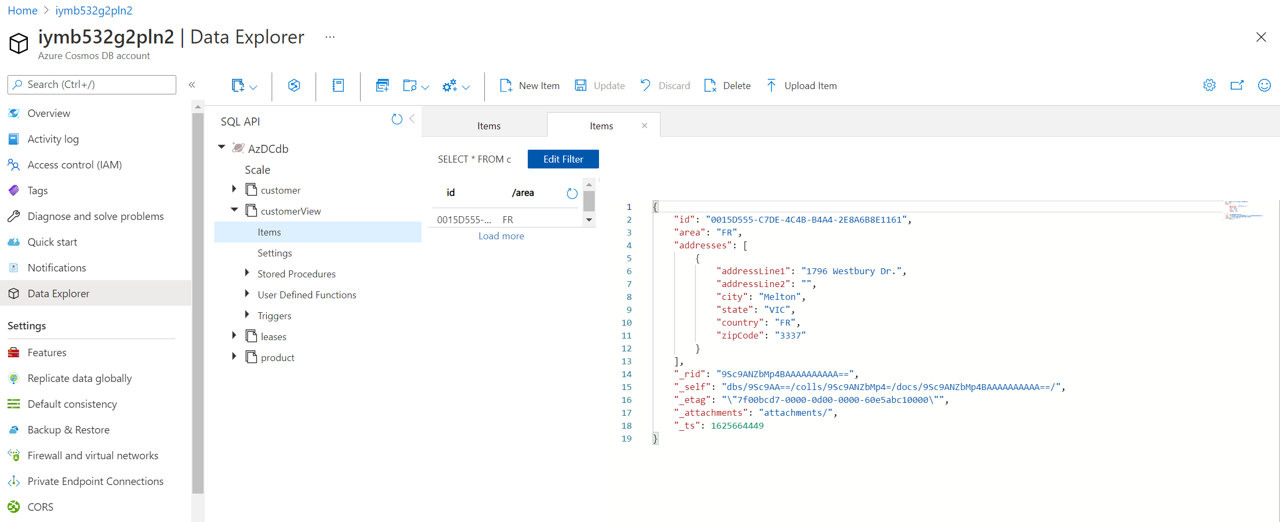 Home > iymb532g2pln2
iymb532g2pln2 | Data Explorer ...
Azure Cosmos DB account
Search (Ctrl+/)
Overview
Activity log
Access control (IAM)
Tags
Diagnose and solve problems
Quick start
Notifications
Data Explorer
Settings
Features
Replicate data globally
Default consistency
Backup & Restore
Firewall and virtual networks
Private Endpoint Connections
CORS
New Item Update Discard Delete Upload Item
SQL API
AzDCdb
Scale
customer
customerView
Items
Settings
Stored Procedures
User Defined Functions
Triggers
leases
product
Items Items
SELECT * FROM c Edit Filter
id /area
0015D555-... FR
Load more
1 {
2 "id": "0015D555-C7DE-4C4B-B4A4-2E8A6B8E1161",
3 "area": "FR",
4 "addresses": [
5 {
6 "addressLine1": "1796 Westbury Dr.",
7 "addressLine2": "",
8 "city": "Melton",
9 "state": "VIC",
10 "country": "FR",
11 "zipCode": "3337"
12 }
13 ],
14 "_rid": "9Sc9ANZbMp4BAAAAAAAAAA==",
15 "_self": "dbs/9Sc9AA==/colls/9Sc9ANZbMp4=/docs/9Sc9ANZbMp4BAAAAAAAAAA==/",
16 "_etag": "\"7f00bcd7-0000-0d00-0000-60e5abc10000\"",
17 "_attachments": "attachments/",
18 "_ts": 1625664449
19 }